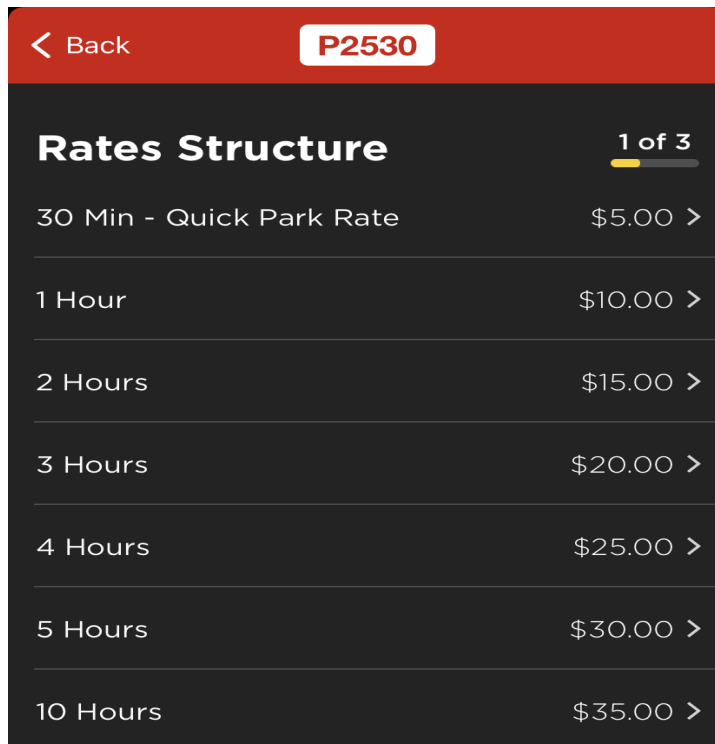 Back P2530
Rates Structure 1 of 3
30 Min - Quick Park Rate $5.00
1 Hour $10.00
2 Hours $15.00
3 Hours $20.00
4 Hours $25.00
5 Hours $30.00
10 Hours $35.00